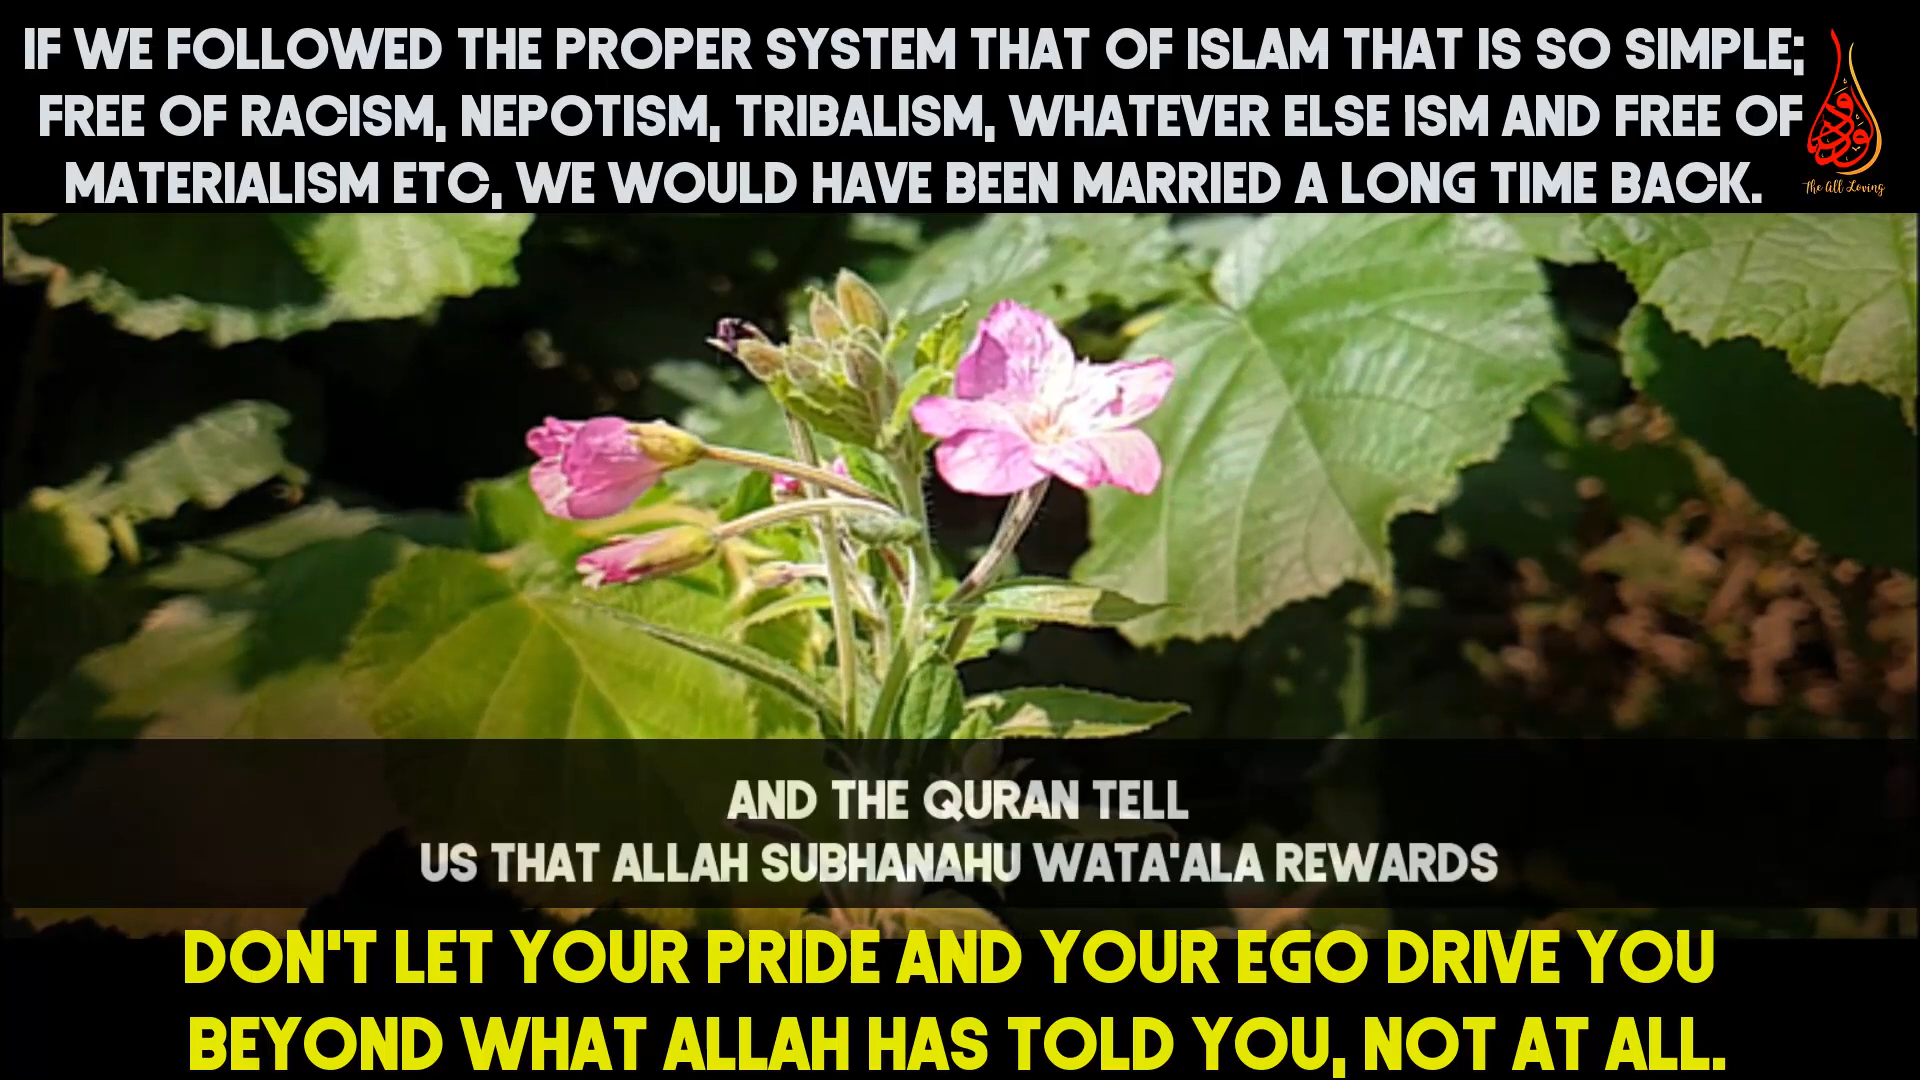 IF WE FOLLOWED THE PROPER SYSTEM THAT OF ISLAM THAT IS SO SIMPLE;
FREE OF RACISM, NEPOTISM, TRIBALISM, WHATEVER ELSE ISM AND FREE OF
MATERIALISM ETC, WE WOULD HAVE BEEN MARRIED A LONG TIME BACK.
The All Loving
AND THE QURAN TELL
US THAT ALLAH SUBHANAHU WATA'ALA REWARDS
DON'T LET YOUR PRIDE AND YOUR EGO DRIVE YOU
BEYOND WHAT ALLAH HAS TOLD YOU, NOT AT ALL.